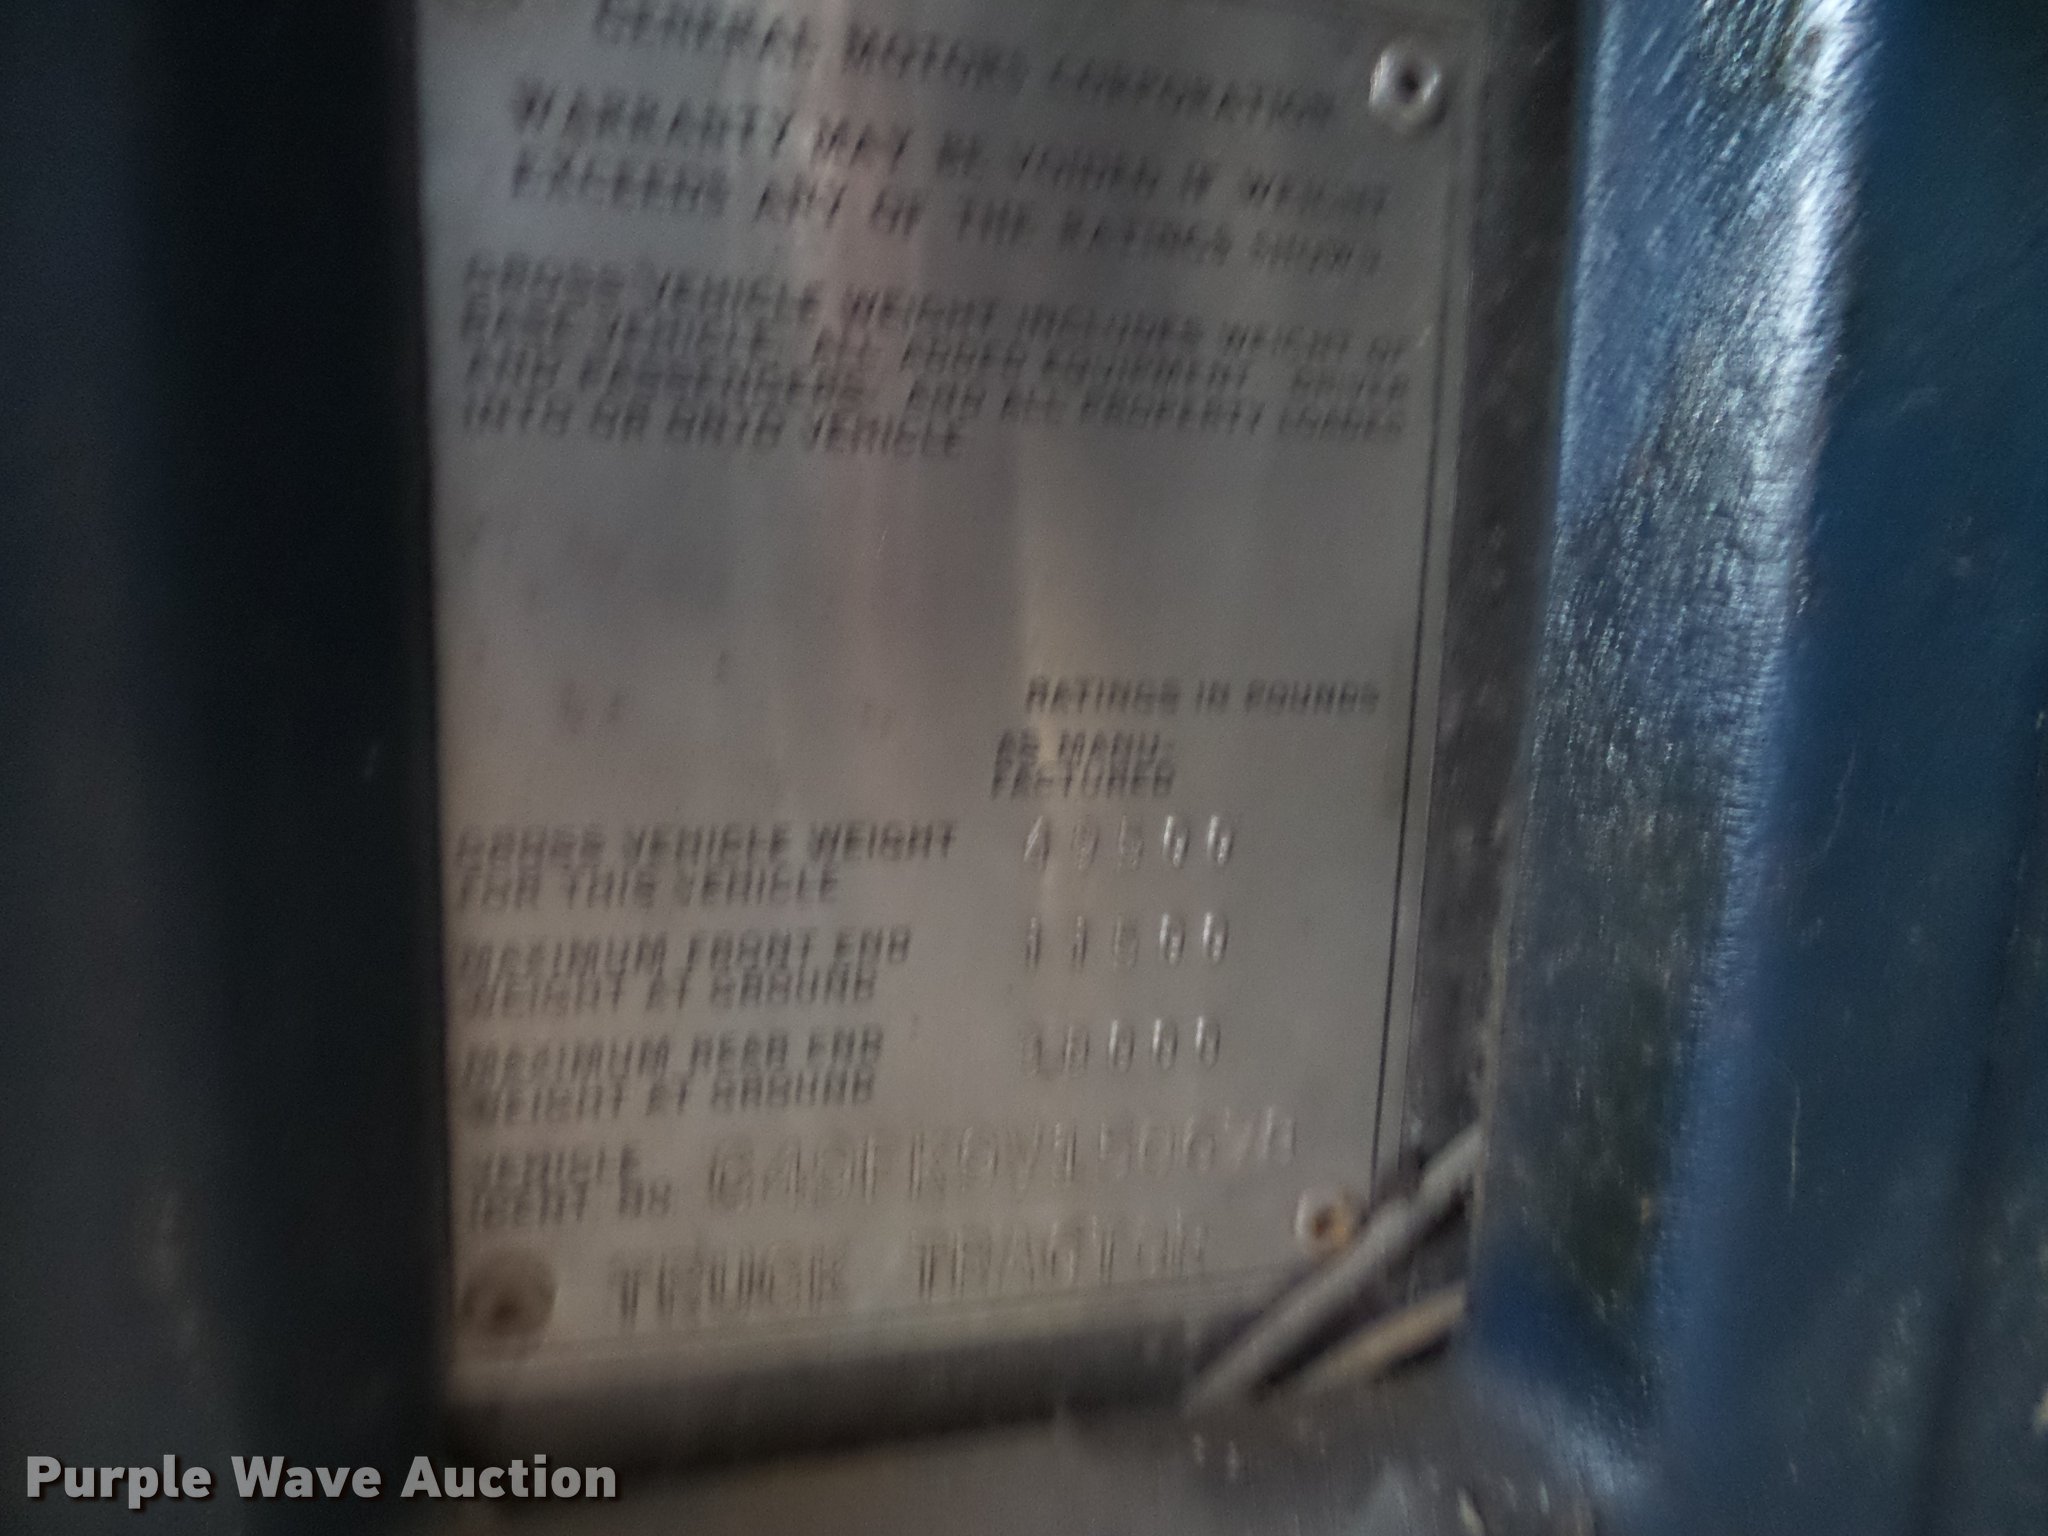 GENERAL MOTORS CORPORATION
WARRANTY MAY BE VOIDED IF WEIGHT
EXCEEDS ANY OF THE RATINGS SHOWN
GROSS VEHICLE WEIGHT INCLUDES WEIGHT OF
BASE VEHICLE, ALL ADDED EQUIPMENT, DRIVER
AND PASSENGERS, AND ALL PROPERTY LOADED
INTO OR ONTO VEHICLE
RATINGS IN POUNDS
AS MANU-
FACTURED
GROSS VEHICLE WEIGHT
FOR THIS VEHICLE
MAXIMUM FRONT END 11500
WEIGHT AT GROUND
MAXIMUM REAR END
WEIGHT AT GROUND
VEHICLE
IDENT NO.
TRUCK TRACTOR
Purple Wave Auction